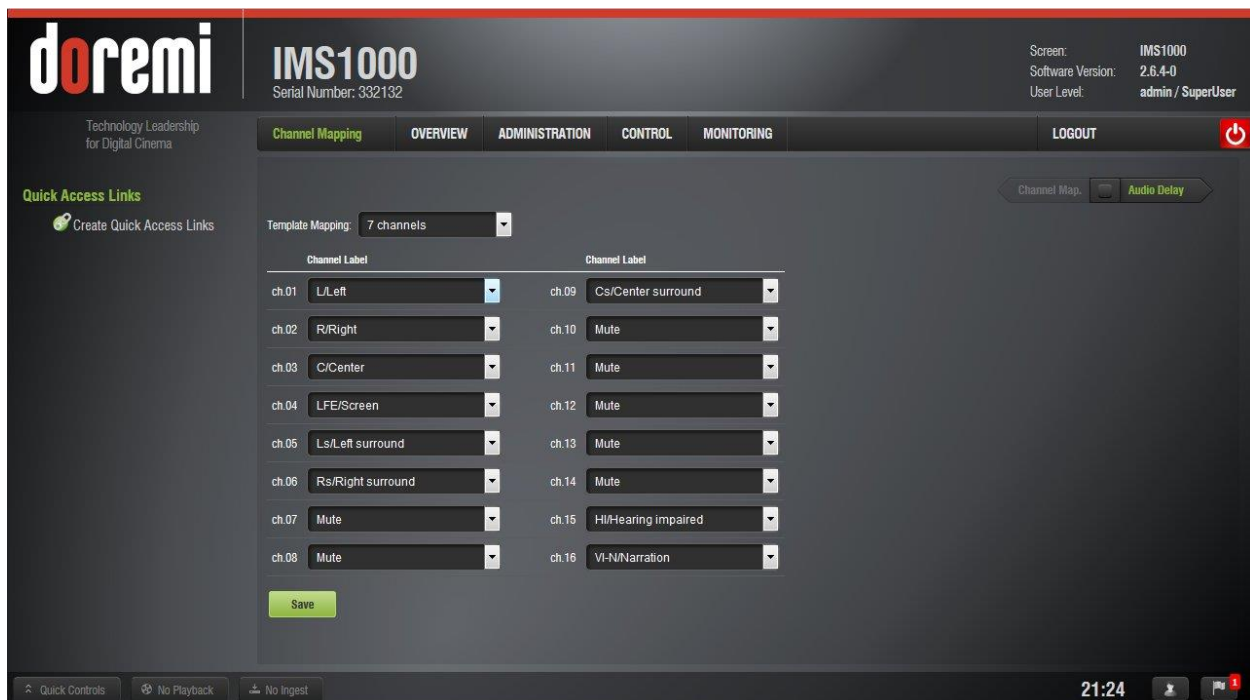 doremi
IMS1000
Serial Number: 332132
Screen: IMS1000
Software Version: 2.6.4-0
User Level: admin / SuperUser
Technology Leadership
for Digital Cinema
Channel Mapping OVERVIEW ADMINISTRATION CONTROL MONITORING LOGOUT
Quick Access Links
Create Quick Access Links
Channel Map. Audio Delay
Template Mapping: 7 channels
Channel Label Channel Label
ch.01 L/Left ch.09 Cs/Center surround
ch.02 R/Right ch.10 Mute
ch.03 C/Center ch.11 Mute
ch.04 LFE/Screen ch.12 Mute
ch.05 Ls/Left surround ch.13 Mute
ch.06 Rs/Right surround ch.14 Mute
ch.07 Mute ch.15 HI/Hearing impaired
ch.08 Mute ch.16 VI-N/Narration
Save
Quick Controls No Playback No Ingest 21:24 1